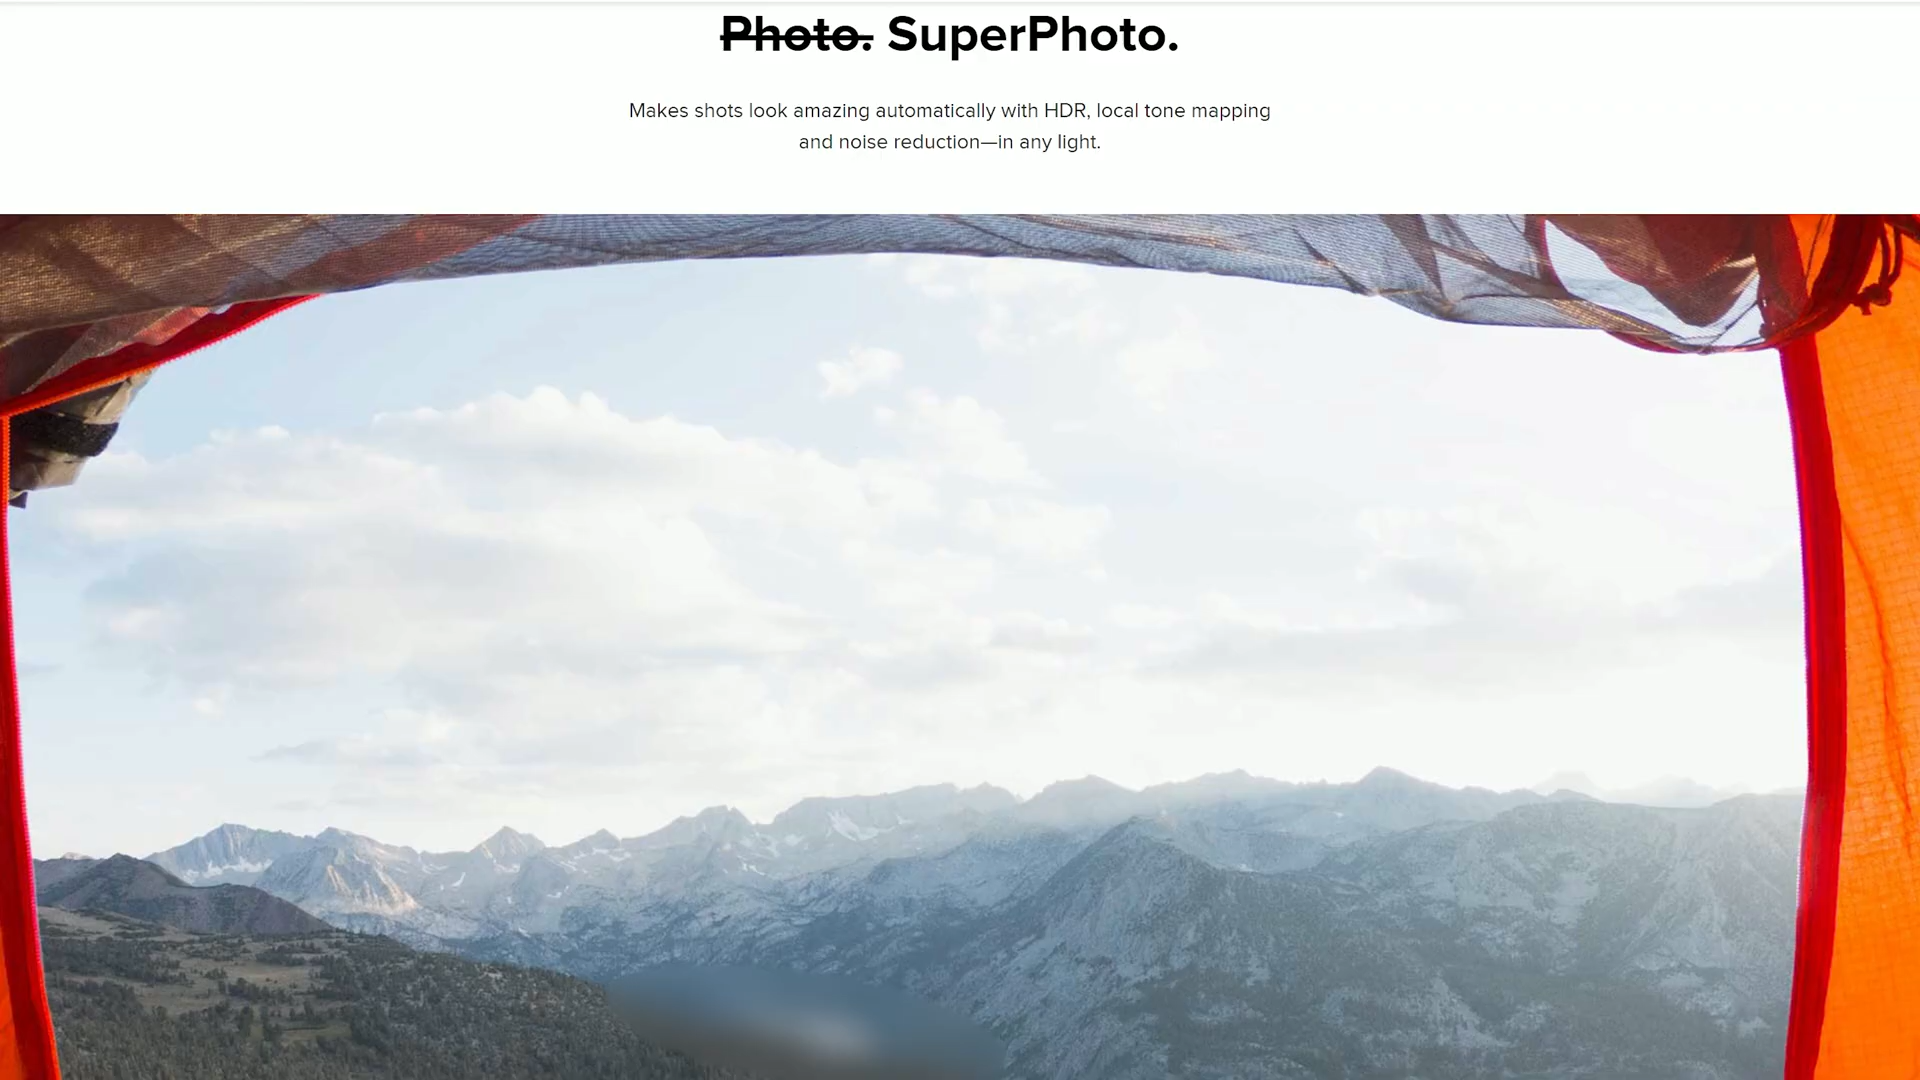 Photo. SuperPhoto.
Makes shots look amazing automatically with HDR, local tone mapping
and noise reduction—in any light.